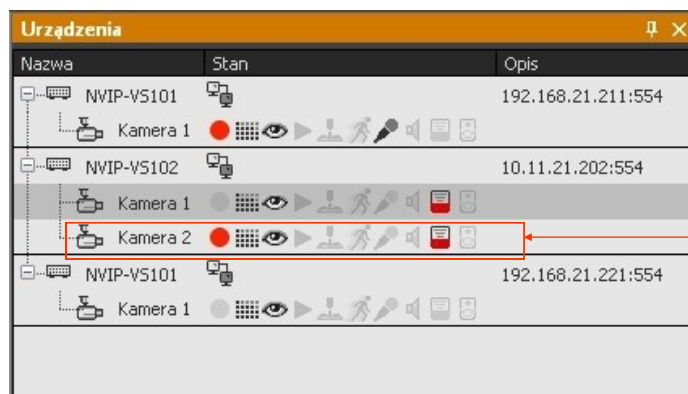 Urządzenia
Nazwa Stan Opis
NVIP-VS101 192.168.21.211:554
Kamera 1
NVIP-VS102 10.11.21.202:554
Kamera 1
Kamera 2
NVIP-VS101 192.168.21.221:554
Kamera 1